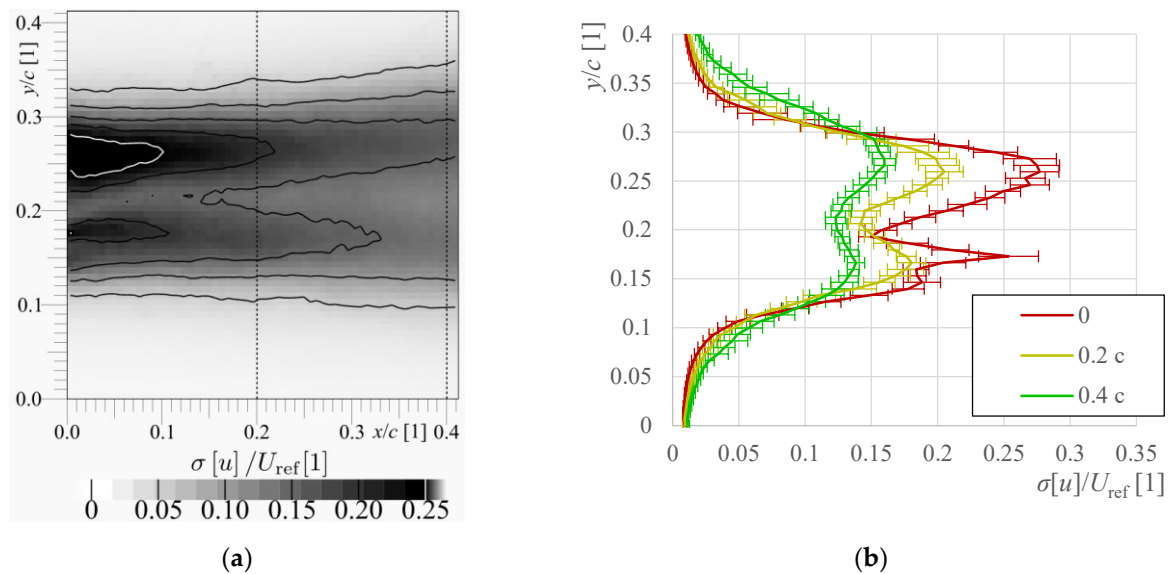 0.4
y/c [1]
0.3
0.2
0.1
0.0
0.0 0.1 0.2 0.3 x/c [1] 0.4
σ [u] /U_ref [1]
0 0.05 0.10 0.15 0.20 0.25
(a)
0.4
y/c [1]
0.35
0.3
0.25
0.2
0.15
0.1
0.05
0
0 0.05 0.1 0.15 0.2 0.25 0.3 0.35
σ[u]/U_ref [1]
0
0.2 c
0.4 c
(b)